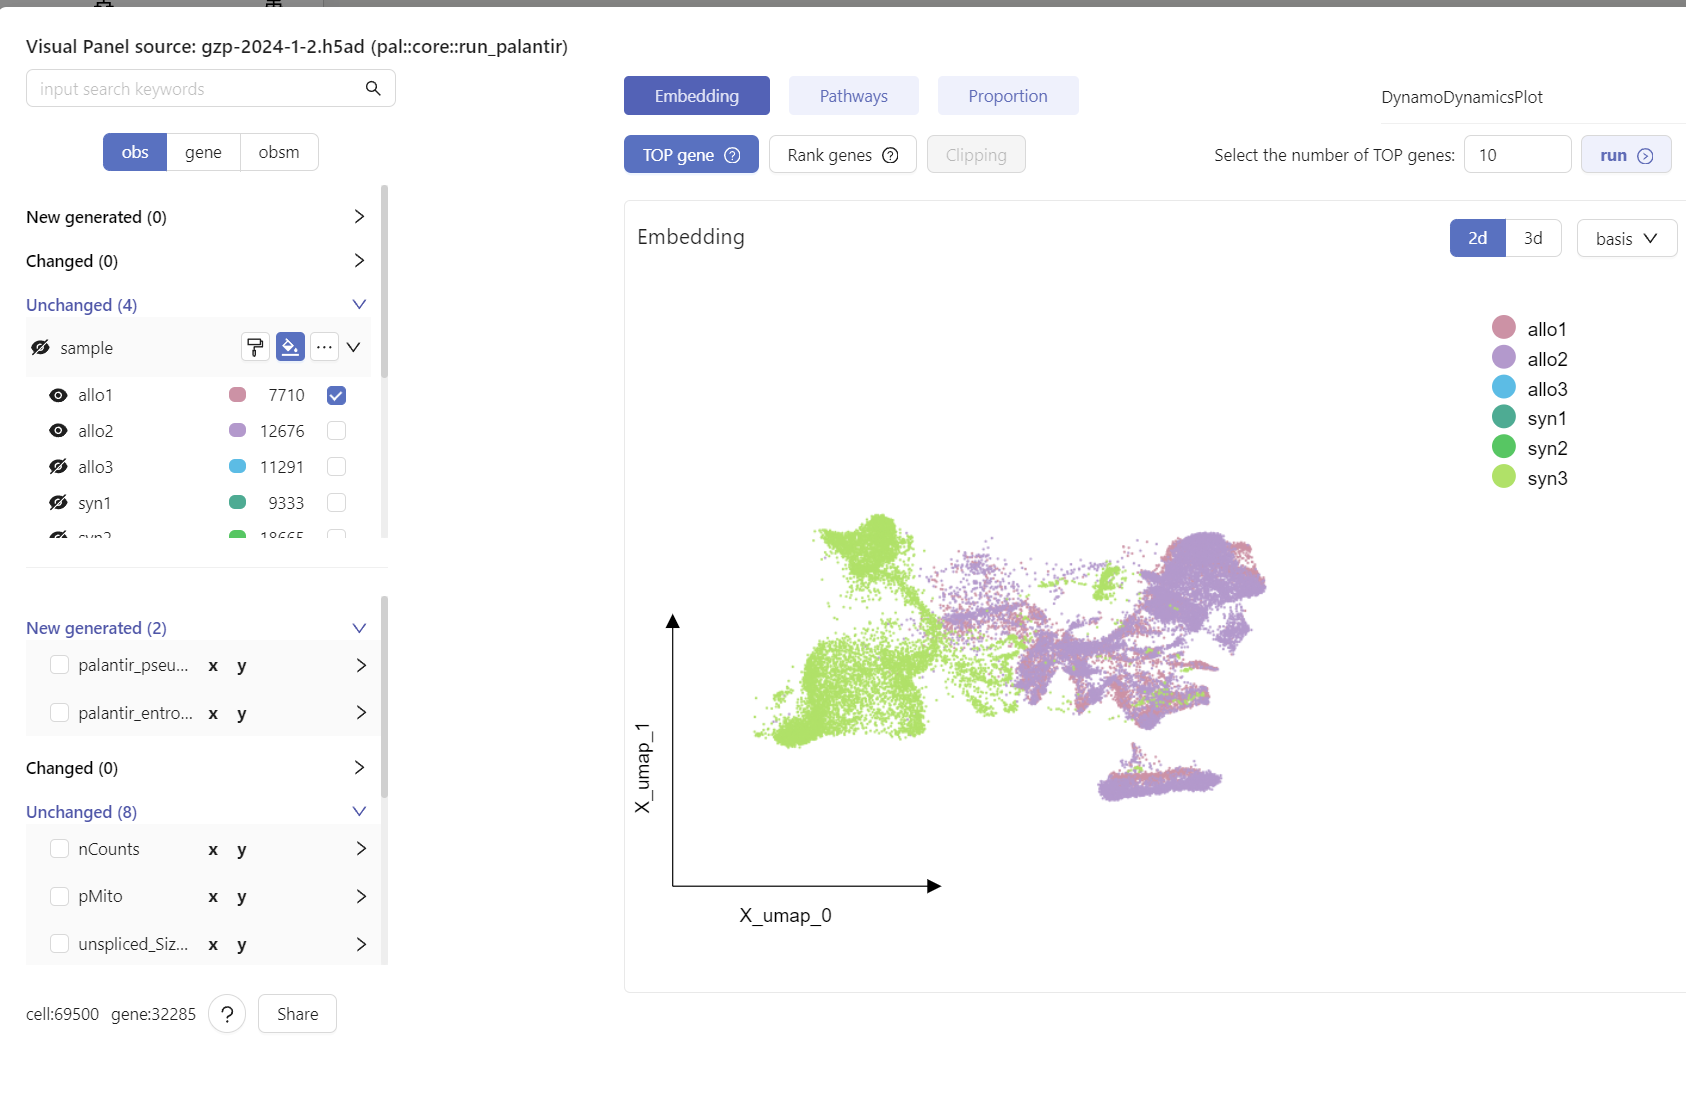 Visual Panel source: gzp-2024-1-2.h5ad (pal::core::run_palantir)
input search keywords
obs gene obsm
New generated (0)
Changed (0)
Unchanged (4)
sample
allo1 7710
allo2 12676
allo3 11291
syn1 9333
syn2 18665
New generated (2)
palantir_pseu... x y
palantir_entro... x y
Changed (0)
Unchanged (8)
nCounts x y
pMito x y
unspliced_Siz... x y
cell:69500 gene:32285 ? Share
Embedding Pathways Proportion
DynamoDynamicsPlot
TOP gene ? Rank genes ? Clipping
Select the number of TOP genes: 10 run
Embedding
2d 3d basis
allo1
allo2
allo3
syn1
syn2
syn3
X_umap_1
X_umap_0